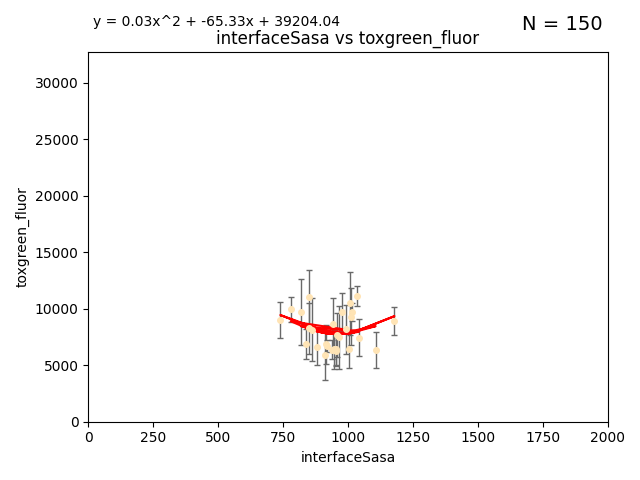 y = 0.03x^2 + -65.33x + 39204.04
N = 150
interfaceSasa vs toxgreen_fluor
30000
25000
20000
15000
10000
5000
0
toxgreen_fluor
0 250 500 750 1000 1250 1500 1750 2000
interfaceSasa